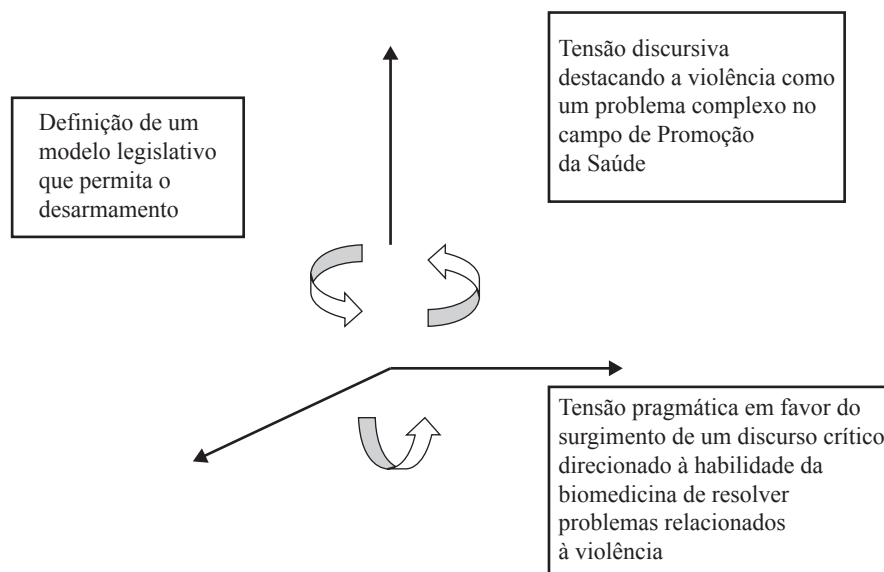 Definição de um
modelo legislativo
que permita o
desarmamento
Tensão discursiva
destacando a violência como
um problema complexo no
campo de Promoção
da Saúde
Tensão pragmática em favor do
surgimento de um discurso crítico
direcionado à habilidade da
biomedicina de resolver
problemas relacionados
à violência